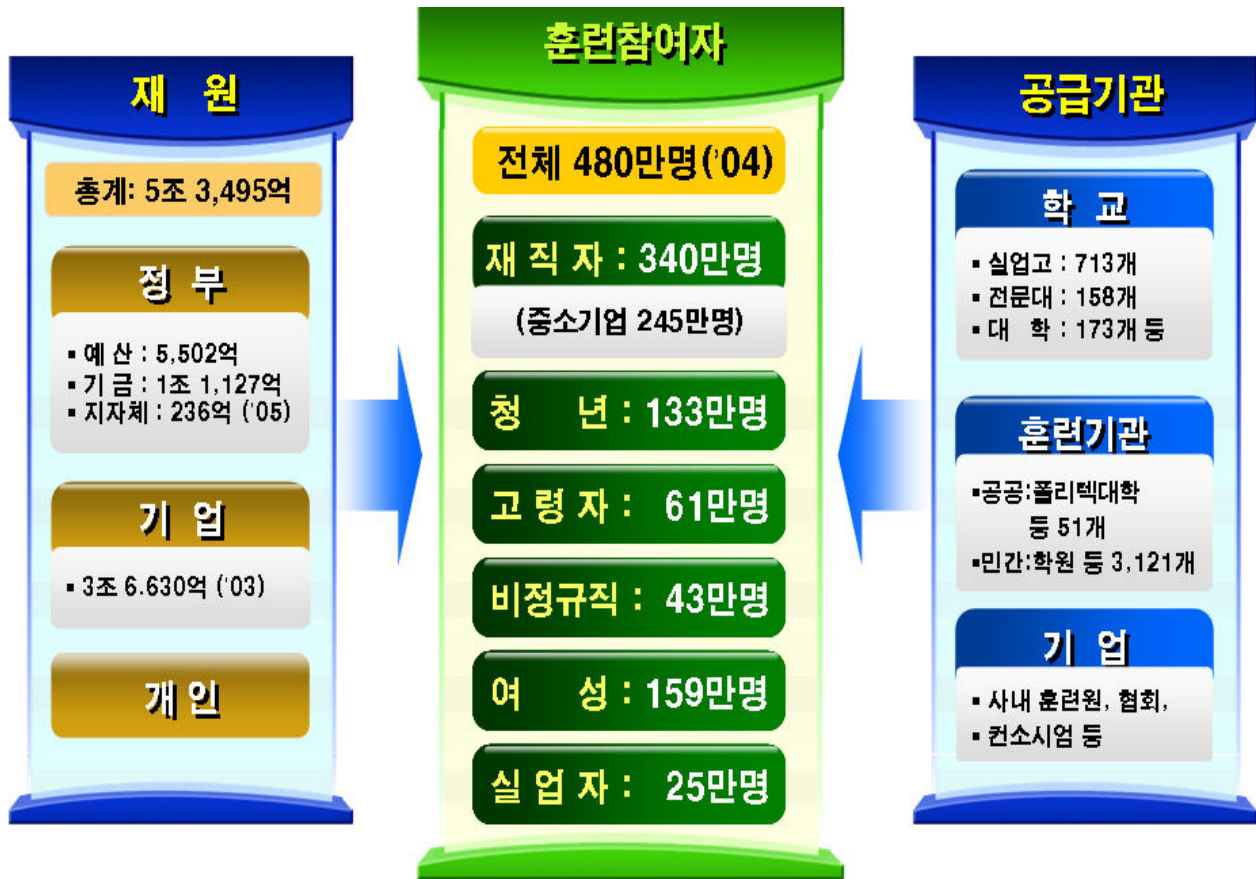 재 원
총계: 5조 3,495억
정 부
▪ 예 산 : 5,502억
▪ 기 금 : 1조 1,127억
▪ 지자체 : 236억 ('05)
기 업
▪ 3조 6.630억 ('03)
개 인
훈련참여자
전체 480만명('04)
재 직 자 : 340만명
(중소기업 245만명)
청 년 : 133만명
고 령 자 : 61만명
비정규직 : 43만명
여 성 : 159만명
실 업 자 : 25만명
공급기관
학 교
▪ 실업고 : 713개
▪ 전문대 : 158개
▪ 대 학 : 173개 등
훈련기관
▪공공:폴리텍대학
등 51개
▪민간:학원 등 3,121개
기 업
▪ 사내 훈련원, 협회,
▪ 컨소시엄 등